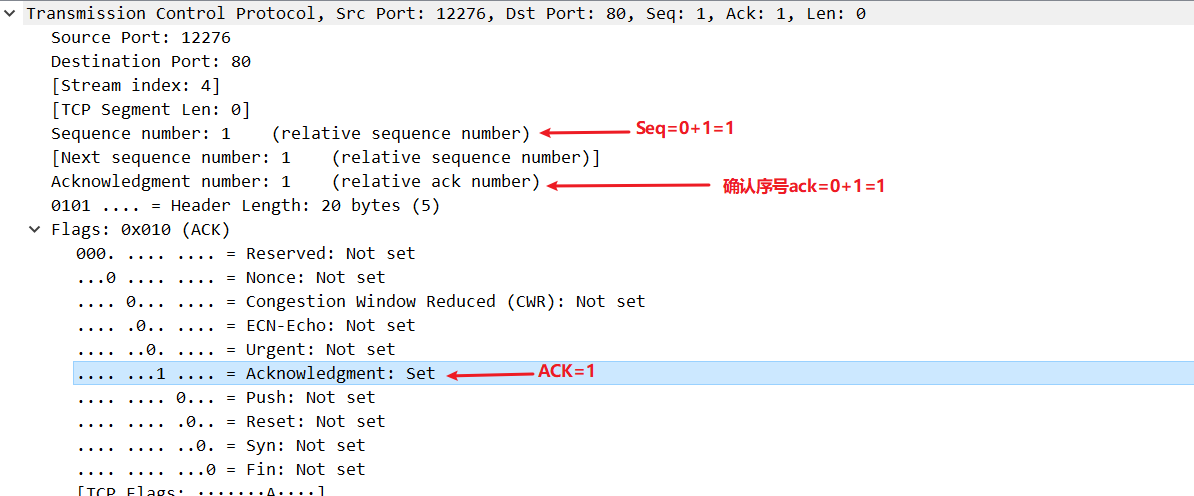 Transmission Control Protocol, Src Port: 12276, Dst Port: 80, Seq: 1, Ack: 1, Len: 0
Source Port: 12276
Destination Port: 80
[Stream index: 4]
[TCP Segment Len: 0]
Sequence number: 1    (relative sequence number)
Seq=0+1=1
[Next sequence number: 1    (relative sequence number)]
Acknowledgment number: 1    (relative ack number)
确认序号ack=0+1=1
0101 .... = Header Length: 20 bytes (5)
Flags: 0x010 (ACK)
000. .... .... = Reserved: Not set
...0 .... .... = Nonce: Not set
.... 0... .... = Congestion Window Reduced (CWR): Not set
.... .0.. .... = ECN-Echo: Not set
.... ..0. .... = Urgent: Not set
.... ...1 .... = Acknowledgment: Set
ACK=1
.... .... 0... = Push: Not set
.... .... .0.. = Reset: Not set
.... .... ..0. = Syn: Not set
.... .... ...0 = Fin: Not set
[TCP Flags: ·······A····]